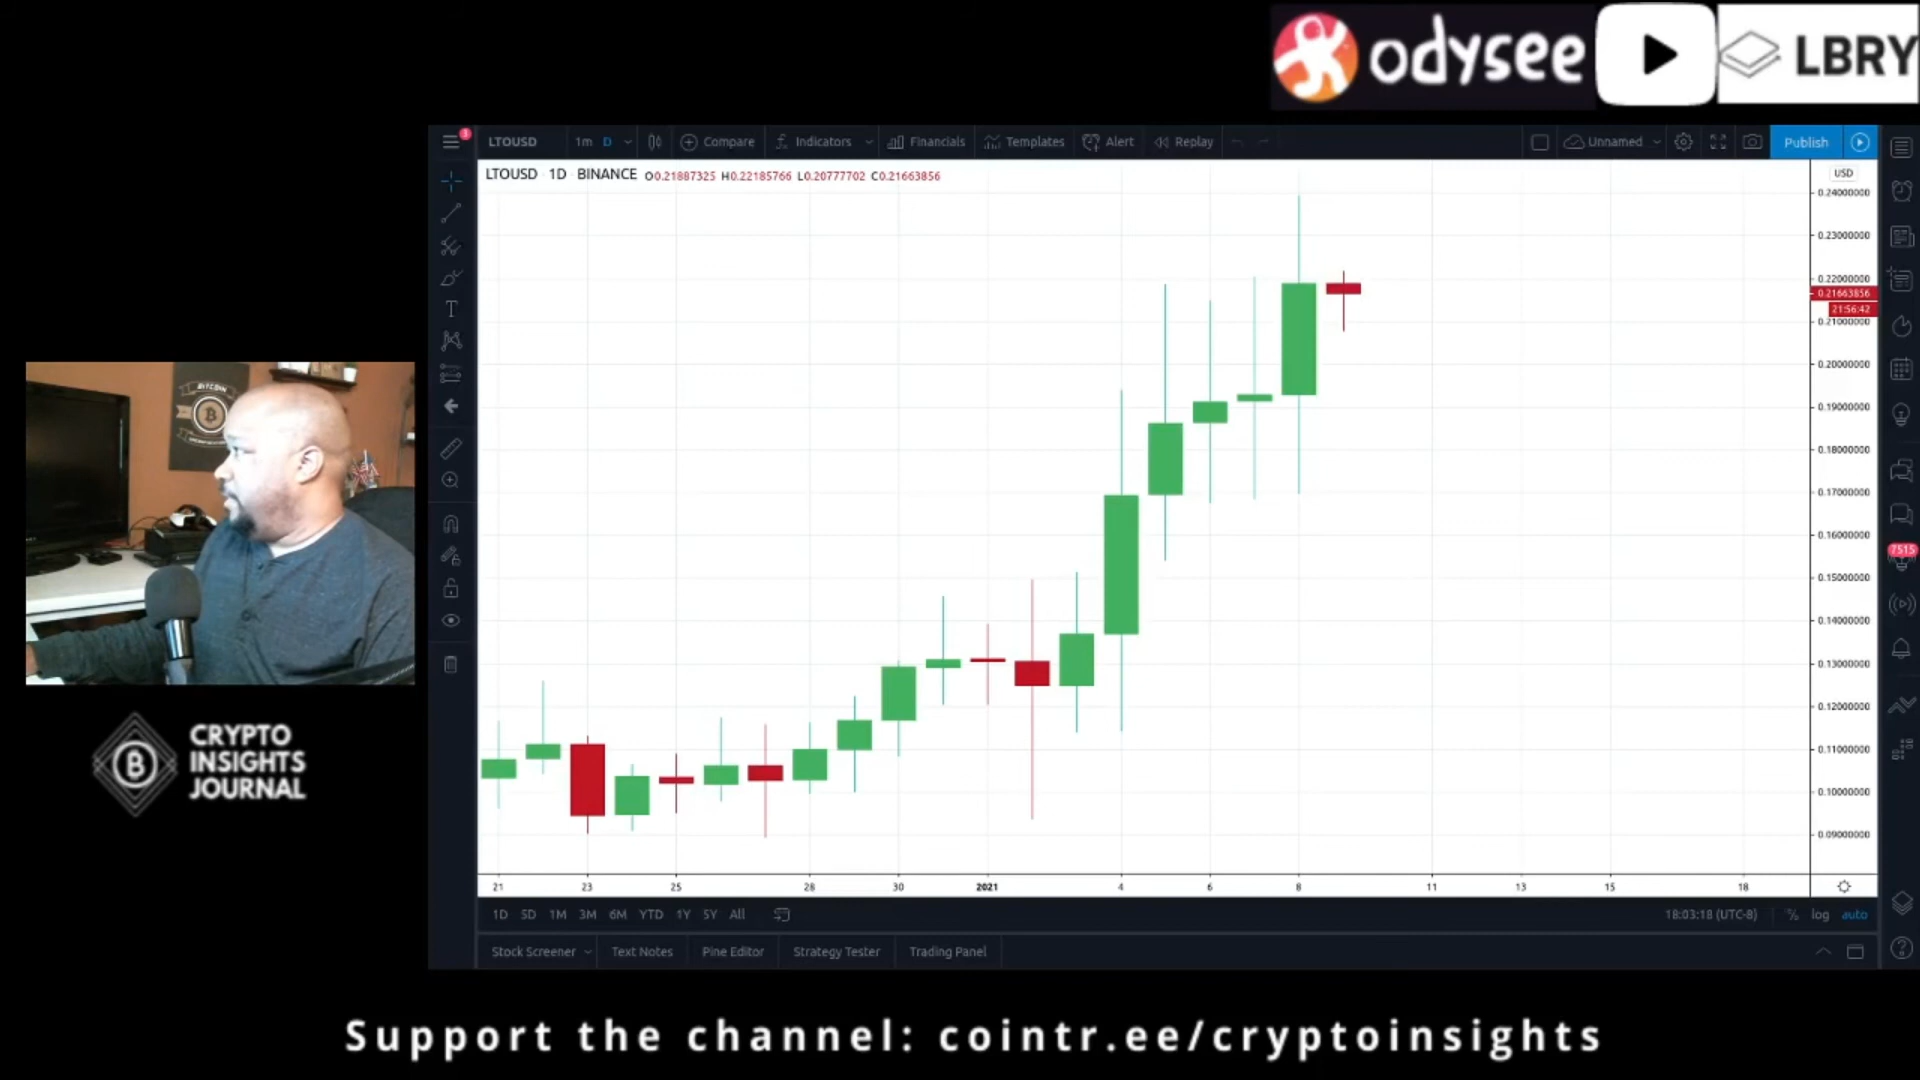 odysee LBRY
LTOUSD 1m D Compare Indicators Financials Templates Alert Replay Unnamed Publish
3
LTOUSD 1D BINANCE O0.21887325 H0.22185766 L0.20777702 C0.21663856
USD
0.24000000
0.23000000
0.22000000
0.21663856
21:56:42
0.21000000
0.20000000
0.19000000
0.18000000
0.17000000
0.16000000
0.15000000
0.14000000
0.13000000
0.12000000
0.11000000
0.10000000
0.09000000
7515
BITCOIN
CRYPTO
INSIGHTS
JOURNAL
21 23 25 28 30 2021 4 6 8 11 13 15 18
1D 5D 1M 3M 6M YTD 1Y 5Y All 18:03:18 (UTC-8) % log auto
Stock Screener Text Notes Pine Editor Strategy Tester Trading Panel
Support the channel: cointr.ee/cryptoinsights